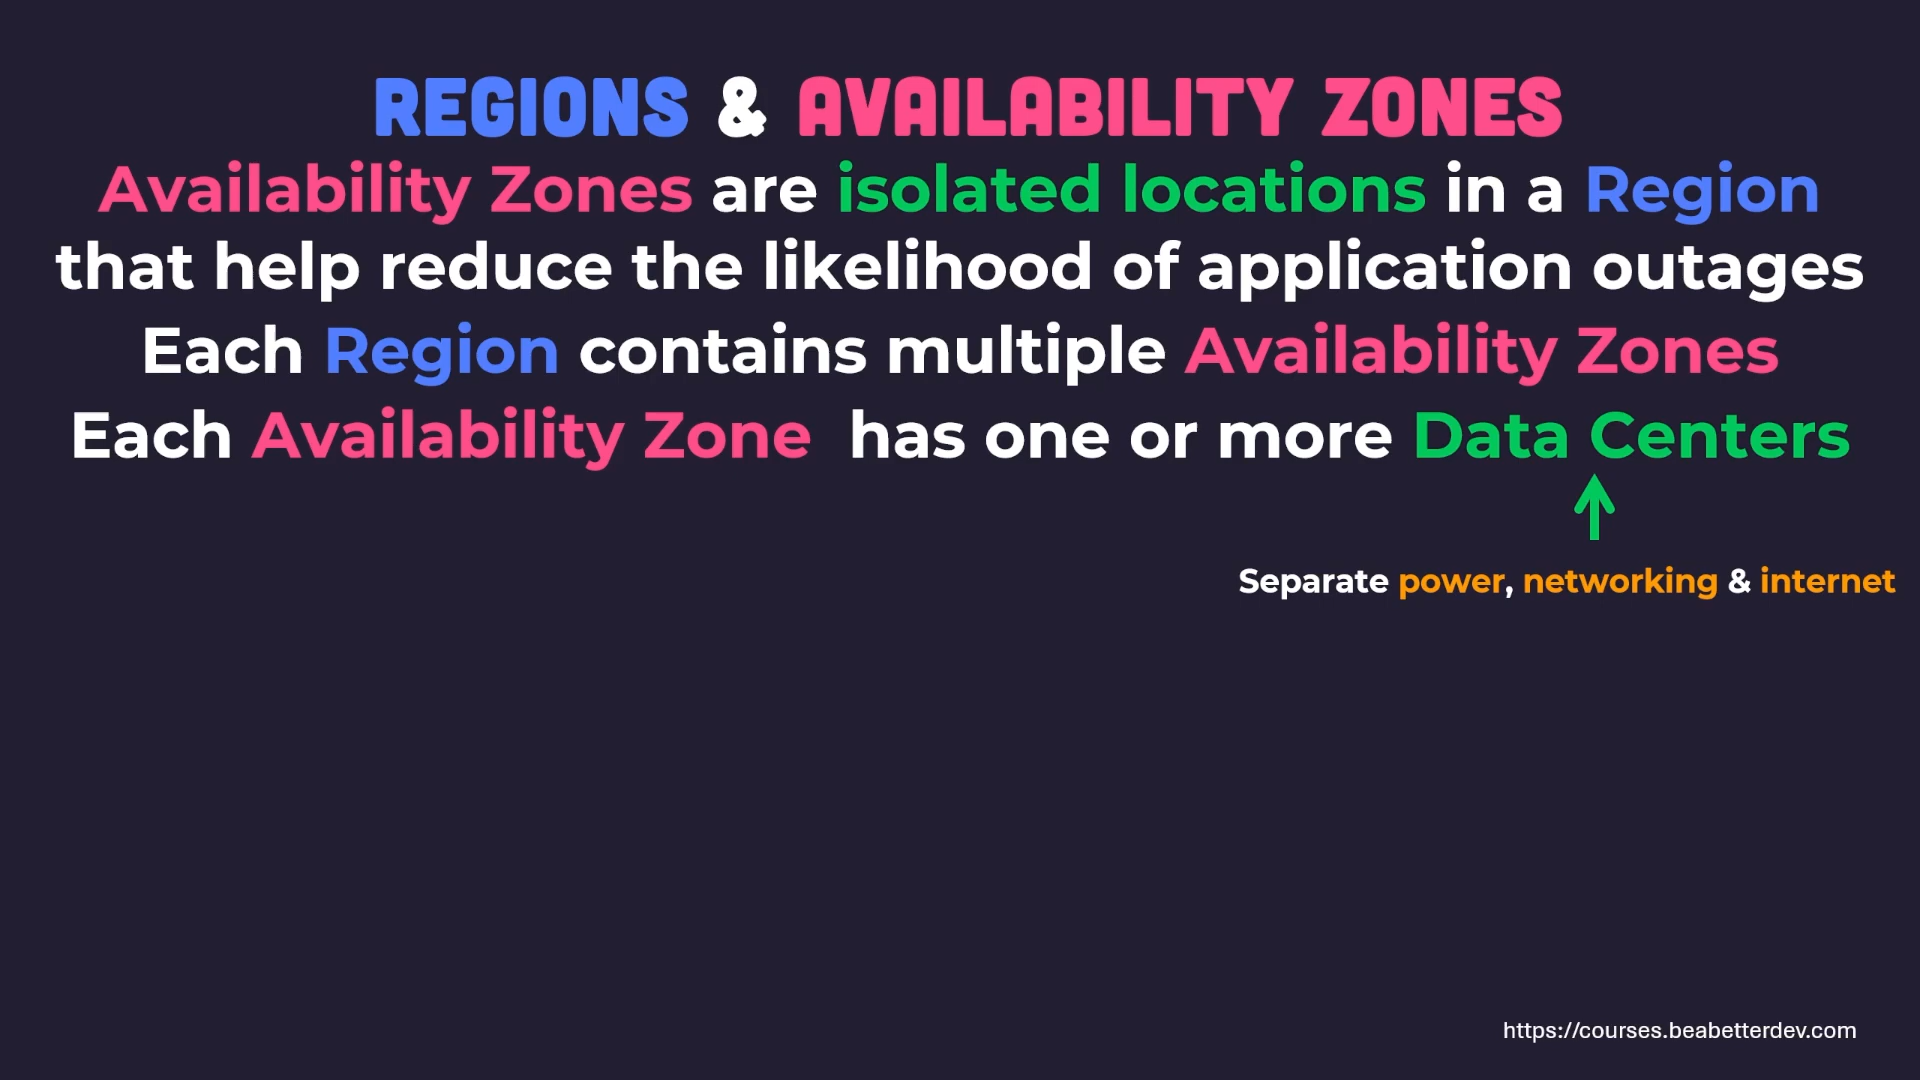 REGIONS & AVAILABILITY ZONES
Availability Zones are isolated locations in a Region
that help reduce the likelihood of application outages
Each Region contains multiple Availability Zones
Each Availability Zone has one or more Data Centers
Separate power, networking & internet
https://courses.beabetterdev.com